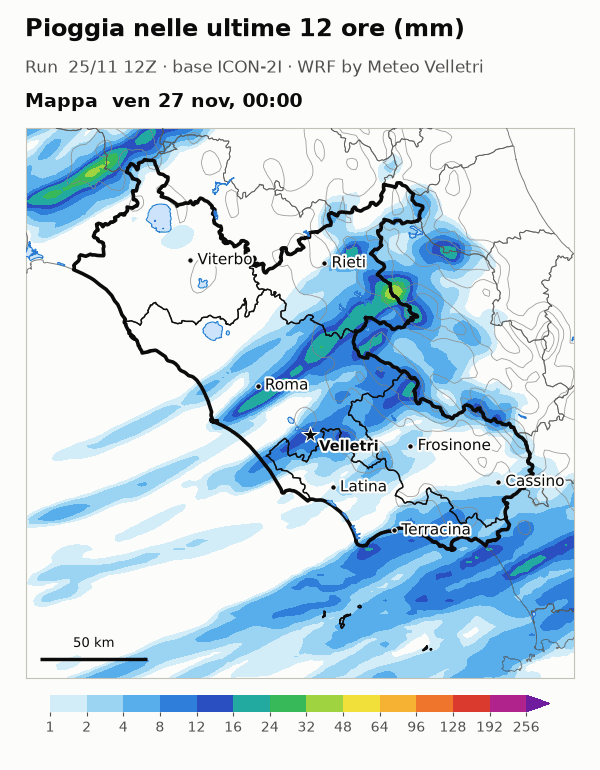 Pioggia nelle ultime 12 ore (mm)
Run  25/11 12Z · base ICON-2I · WRF by Meteo Velletri
Mappa  ven 27 nov, 00:00
Viterbo
Rieti
Roma
Velletri
Frosinone
Latina
Cassino
Terracina
50 km
1 2 4 8 12 16 24 32 48 64 96 128 192 256